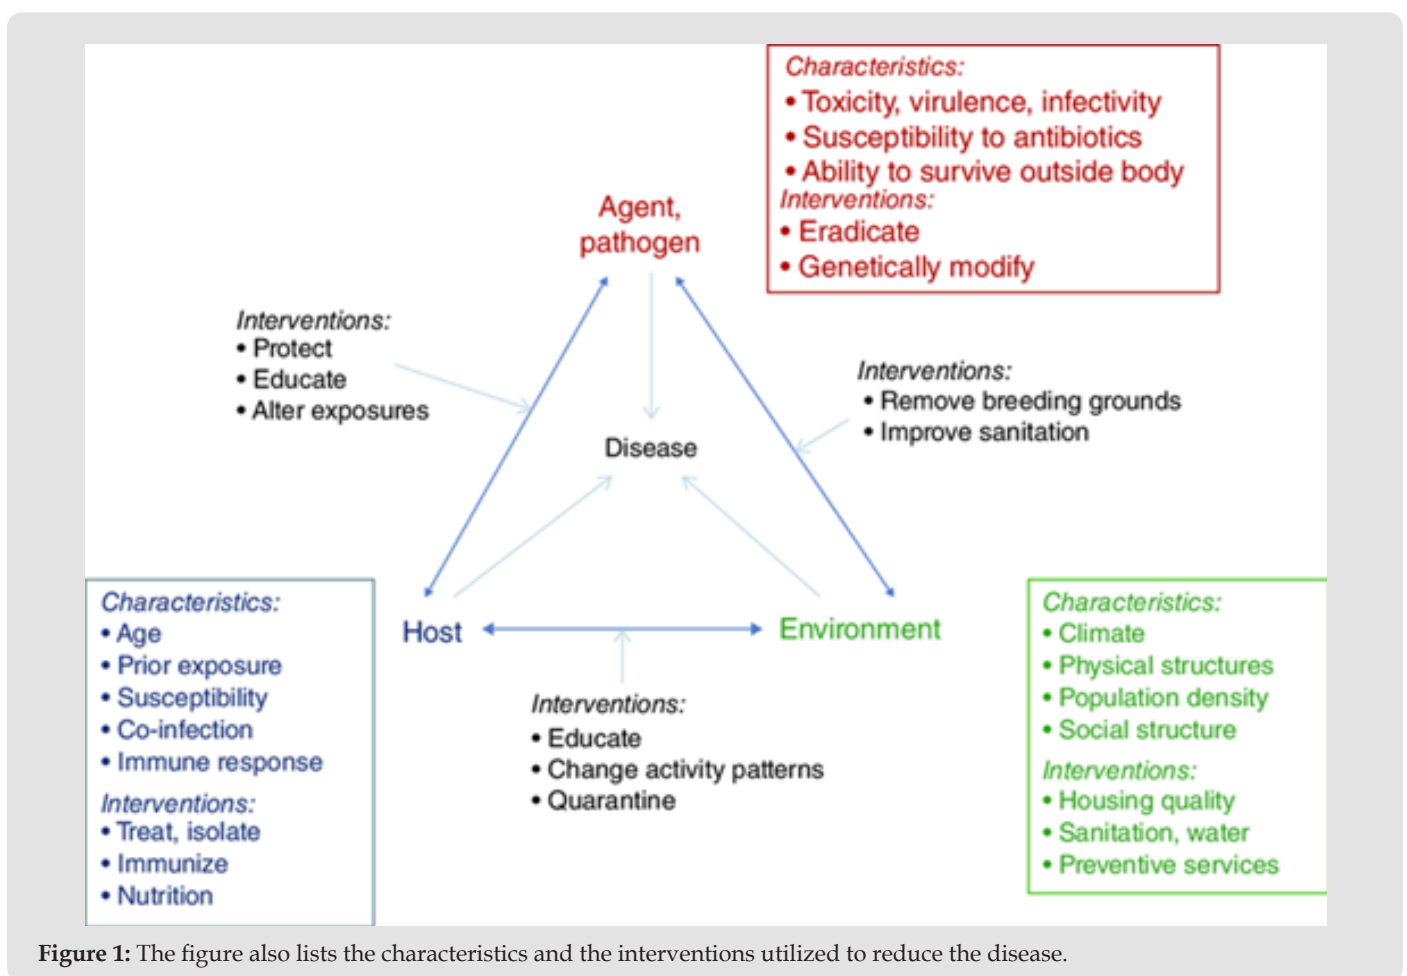 Characteristics:
• Toxicity, virulence, infectivity
• Susceptibility to antibiotics
• Ability to survive outside body
Interventions:
• Eradicate
• Genetically modify
Agent,
pathogen
Interventions:
• Protect
• Educate
• Alter exposures
Interventions:
• Remove breeding grounds
• Improve sanitation
Disease
Host
Environment
Characteristics:
• Age
• Prior exposure
• Susceptibility
• Co-infection
• Immune response
Interventions:
• Treat, isolate
• Immunize
• Nutrition
Interventions:
• Educate
• Change activity patterns
• Quarantine
Characteristics:
• Climate
• Physical structures
• Population density
• Social structure
Interventions:
• Housing quality
• Sanitation, water
• Preventive services
Figure 1: The figure also lists the characteristics and the interventions utilized to reduce the disease.